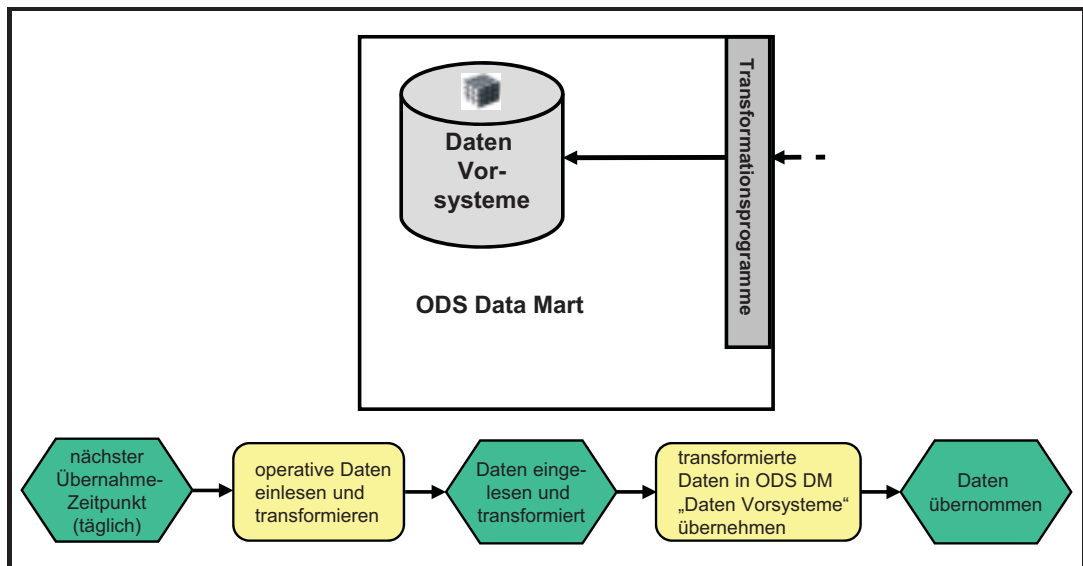 Transformationsprogramme
Daten
Vor-
systeme
ODS Data Mart
nächster
Übernahme-
Zeitpunkt
(täglich)
operative Daten
einlesen und
transformieren
Daten einge-
lesen und
transformiert
transformierte
Daten in ODS DM
„Daten Vorsysteme“
übernehmen
Daten
übernommen